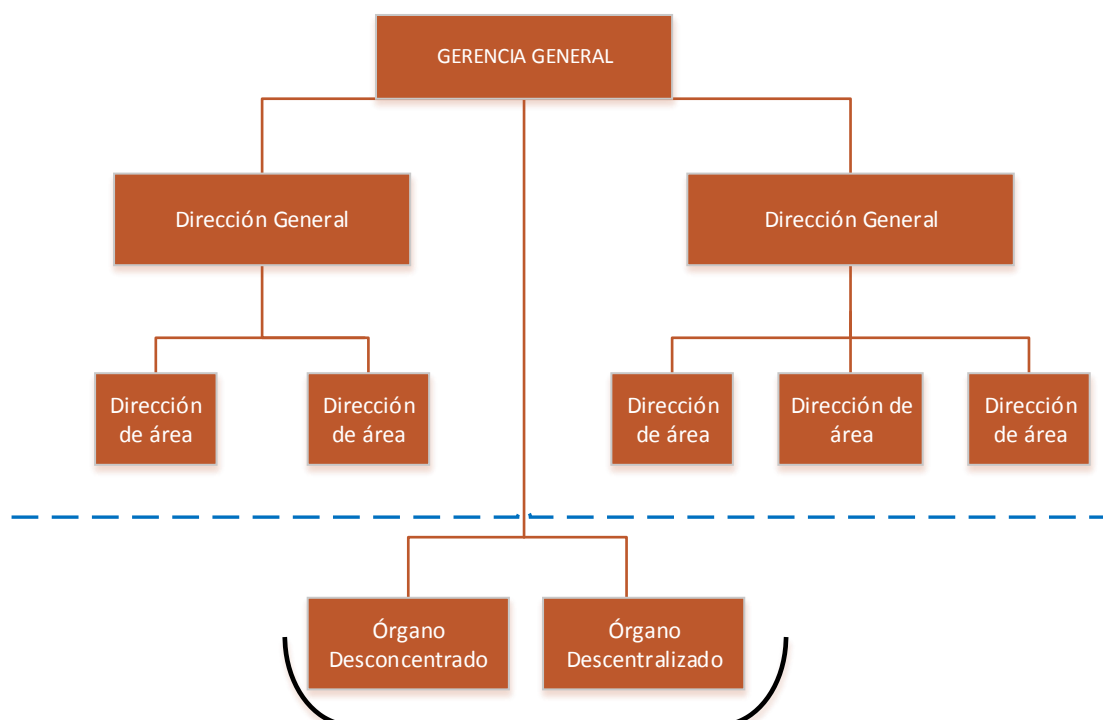 GERENCIA GENERAL
Dirección General
Dirección General
Dirección
de área
Dirección
de área
Dirección
de área
Dirección de
área
Dirección
de área
Órgano
Desconcentrado
Órgano
Descentralizado